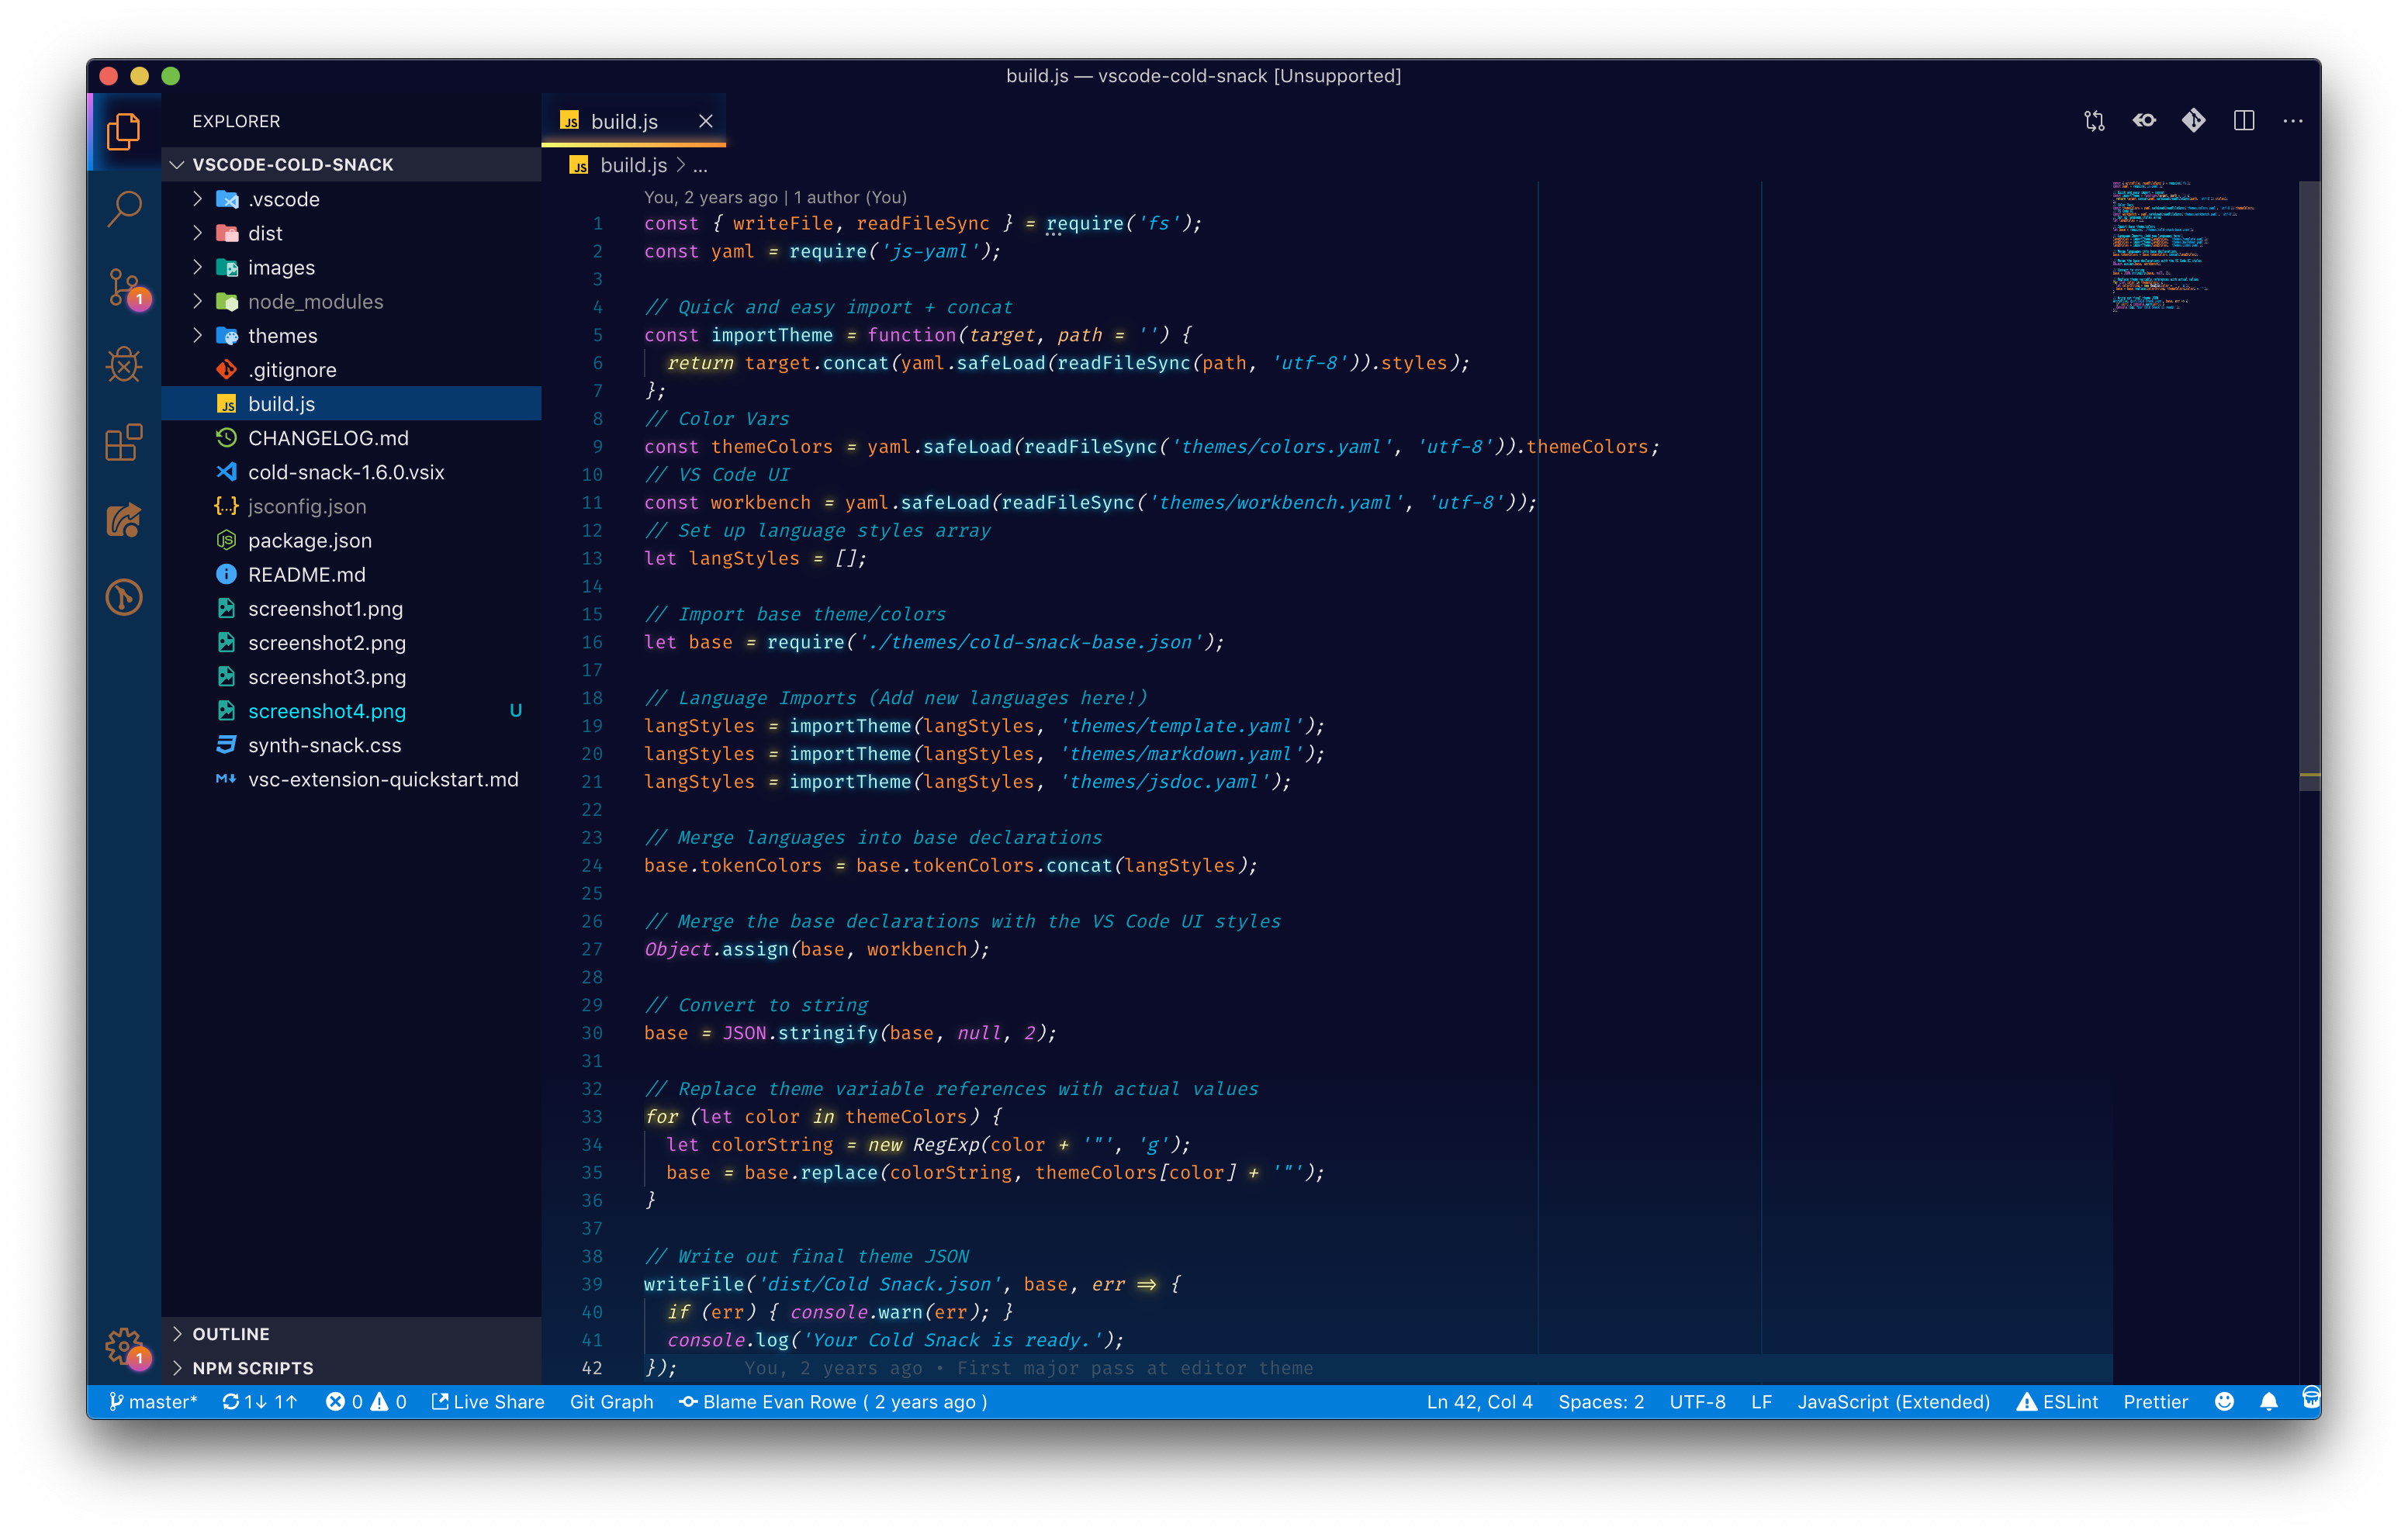 build.js — vscode-cold-snack [Unsupported]
EXPLORER
VSCODE-COLD-SNACK
.vscode
dist
images
node_modules
themes
.gitignore
JS build.js
CHANGELOG.md
cold-snack-1.6.0.vsix
{...} jsconfig.json
JS package.json
README.md
screenshot1.png
screenshot2.png
screenshot3.png
screenshot4.png U
synth-snack.css
M↓ vsc-extension-quickstart.md
OUTLINE
NPM SCRIPTS
1
1
JS build.js
JS build.js > ...
You, 2 years ago | 1 author (You)
1 const { writeFile, readFileSync } = require('fs');
2 const yaml = require('js-yaml');
3
4 // Quick and easy import + concat
5 const importTheme = function(target, path = '') {
6 return target.concat(yaml.safeLoad(readFileSync(path, 'utf-8')).styles);
7 };
8 // Color Vars
9 const themeColors = yaml.safeLoad(readFileSync('themes/colors.yaml', 'utf-8')).themeColors;
10 // VS Code UI
11 const workbench = yaml.safeLoad(readFileSync('themes/workbench.yaml', 'utf-8'));
12 // Set up language styles array
13 let langStyles = [];
14
15 // Import base theme/colors
16 let base = require('./themes/cold-snack-base.json');
17
18 // Language Imports (Add new languages here!)
19 langStyles = importTheme(langStyles, 'themes/template.yaml');
20 langStyles = importTheme(langStyles, 'themes/markdown.yaml');
21 langStyles = importTheme(langStyles, 'themes/jsdoc.yaml');
22
23 // Merge languages into base declarations
24 base.tokenColors = base.tokenColors.concat(langStyles);
25
26 // Merge the base declarations with the VS Code UI styles
27 Object.assign(base, workbench);
28
29 // Convert to string
30 base = JSON.stringify(base, null, 2);
31
32 // Replace theme variable references with actual values
33 for (let color in themeColors) {
34 let colorString = new RegExp(color + '"', 'g');
35 base = base.replace(colorString, themeColors[color] + '"');
36 }
37
38 // Write out final theme JSON
39 writeFile('dist/Cold Snack.json', base, err => {
40 if (err) { console.warn(err); }
41 console.log('Your Cold Snack is ready.');
42 }); You, 2 years ago • First major pass at editor theme
master* 1↓ 1↑ 0 0 Live Share Git Graph Blame Evan Rowe ( 2 years ago ) Ln 42, Col 4 Spaces: 2 UTF-8 LF JavaScript (Extended) ESLint Prettier